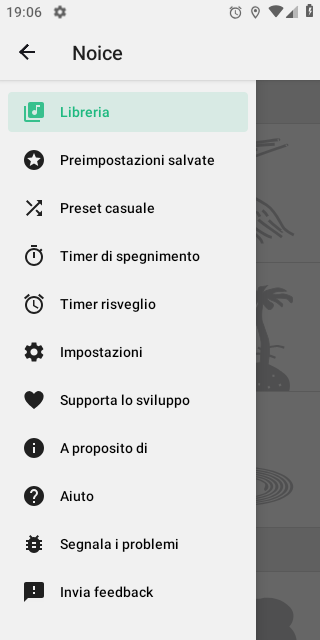 19:06
Noice
Libreria
Preimpostazioni salvate
Preset casuale
Timer di spegnimento
Timer risveglio
Impostazioni
Supporta lo sviluppo
A proposito di
Aiuto
Segnala i problemi
Invia feedback